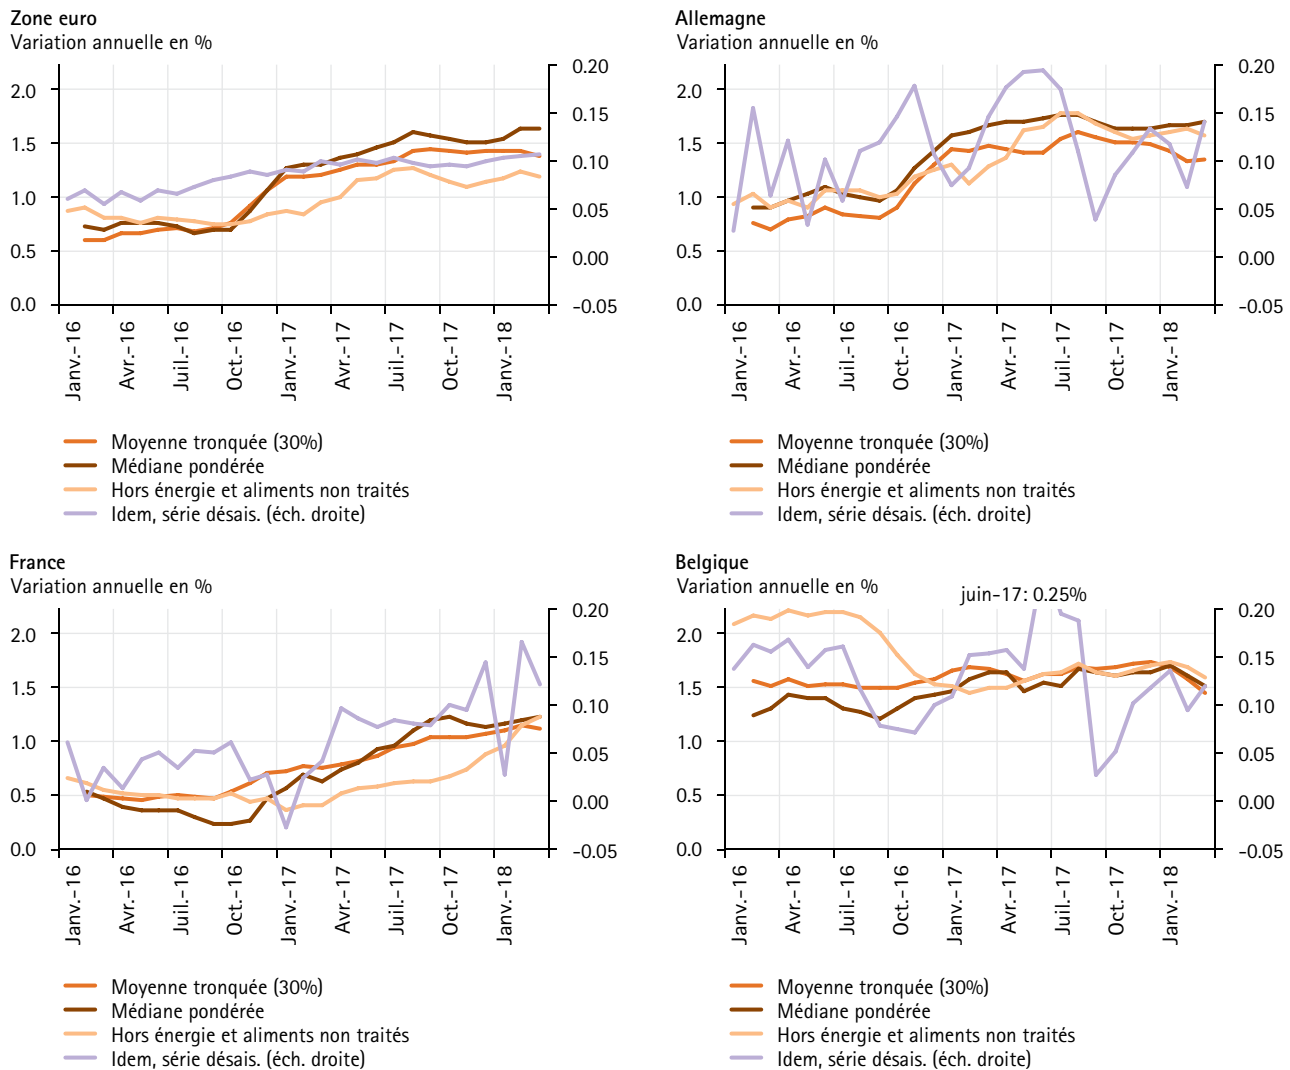 Zone euro
Variation annuelle en %
2.0
1.5
1.0
0.5
0.0
0.20
0.15
0.10
0.05
0.00
-0.05
Janv.-16
Avr.-16
Juil.-16
Oct.-16
Janv.-17
Avr.-17
Juil.-17
Oct.-17
Janv.-18
Moyenne tronquée (30%)
Médiane pondérée
Hors énergie et aliments non traités
Idem, série désais. (éch. droite)
Allemagne
Variation annuelle en %
2.0
1.5
1.0
0.5
0.0
0.20
0.15
0.10
0.05
0.00
-0.05
Janv.-16
Avr.-16
Juil.-16
Oct.-16
Janv.-17
Avr.-17
Juil.-17
Oct.-17
Janv.-18
Moyenne tronquée (30%)
Médiane pondérée
Hors énergie et aliments non traités
Idem, série désais. (éch. droite)
France
Variation annuelle en %
2.0
1.5
1.0
0.5
0.0
0.20
0.15
0.10
0.05
0.00
-0.05
Janv.-16
Avr.-16
Juil.-16
Oct.-16
Janv.-17
Avr.-17
Juil.-17
Oct.-17
Janv.-18
Moyenne tronquée (30%)
Médiane pondérée
Hors énergie et aliments non traités
Idem, série désais. (éch. droite)
Belgique
Variation annuelle en %
juin-17: 0.25%
2.0
1.5
1.0
0.5
0.0
0.20
0.15
0.10
0.05
0.00
-0.05
Janv.-16
Avr.-16
Juil.-16
Oct.-16
Janv.-17
Avr.-17
Juil.-17
Oct.-17
Janv.-18
Moyenne tronquée (30%)
Médiane pondérée
Hors énergie et aliments non traités
Idem, série désais. (éch. droite)